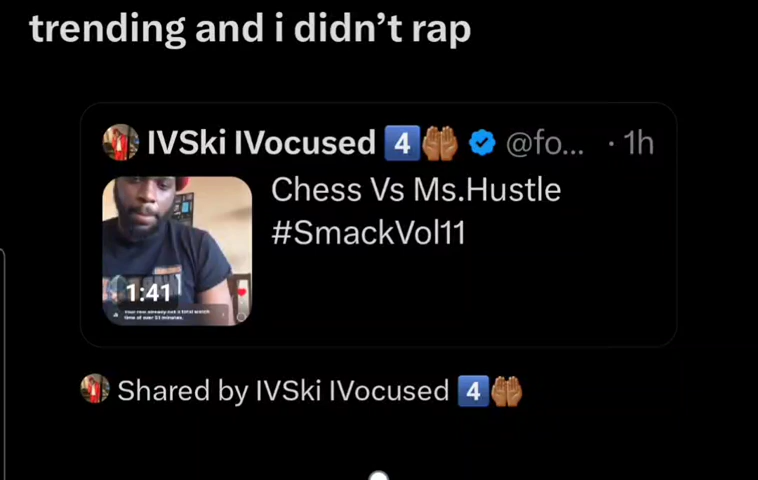 trending and i didn’t rap
IVSki IVocused 4️⃣🤲🏾 @fo... · 1h
Chess Vs Ms.Hustle
#SmackVol11
1:41
Shared by IVSki IVocused 4️⃣🤲🏾